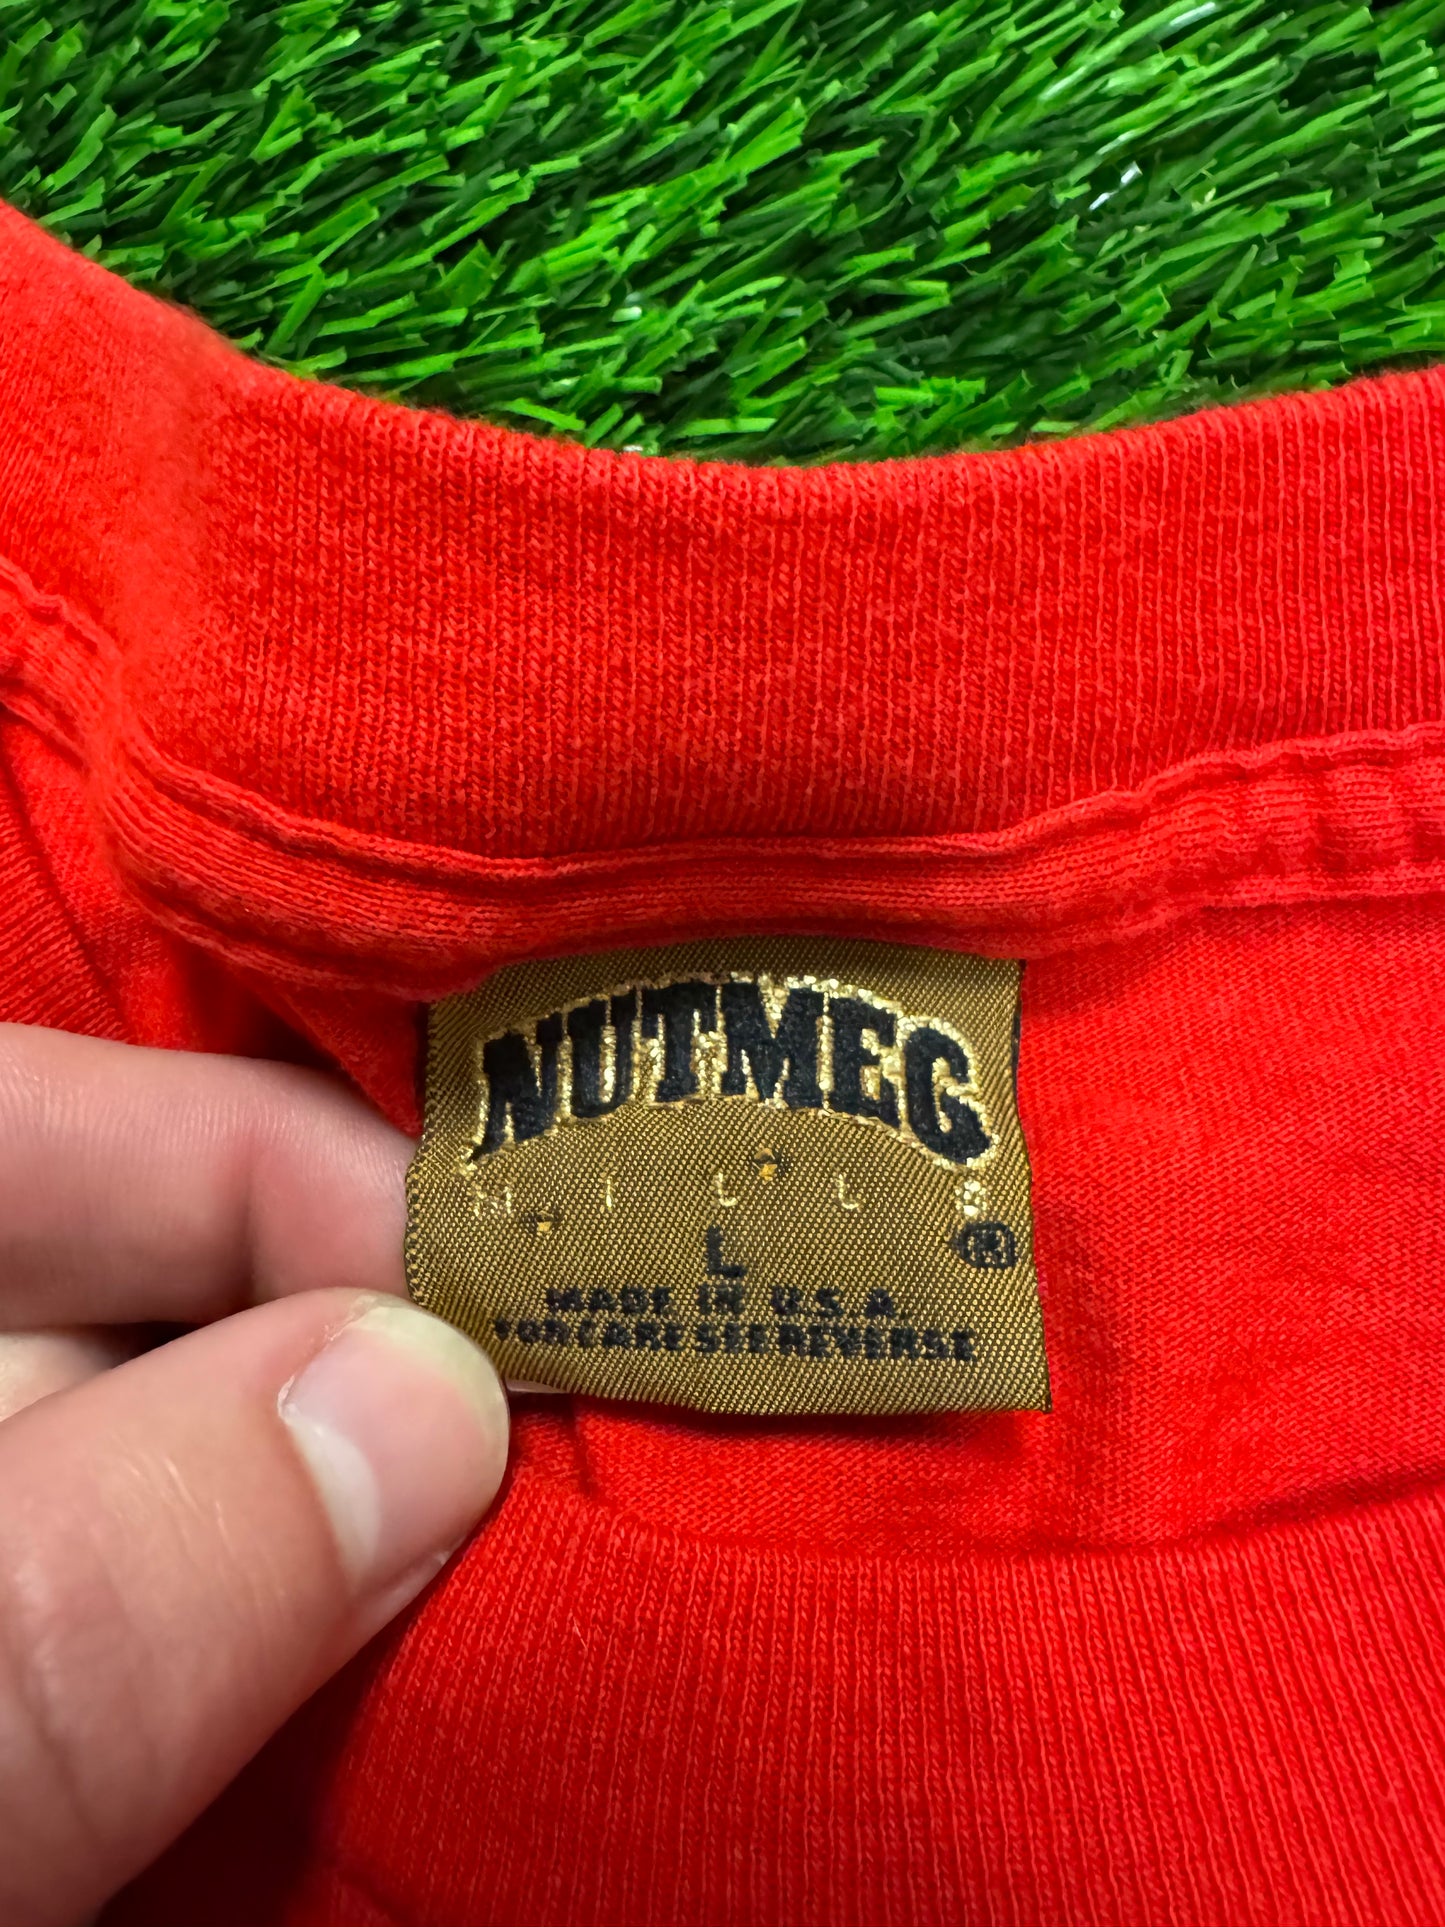 NUTMEG
MILLS
®
L
MADE IN U.S.A.
FOR CARE SEE REVERSE